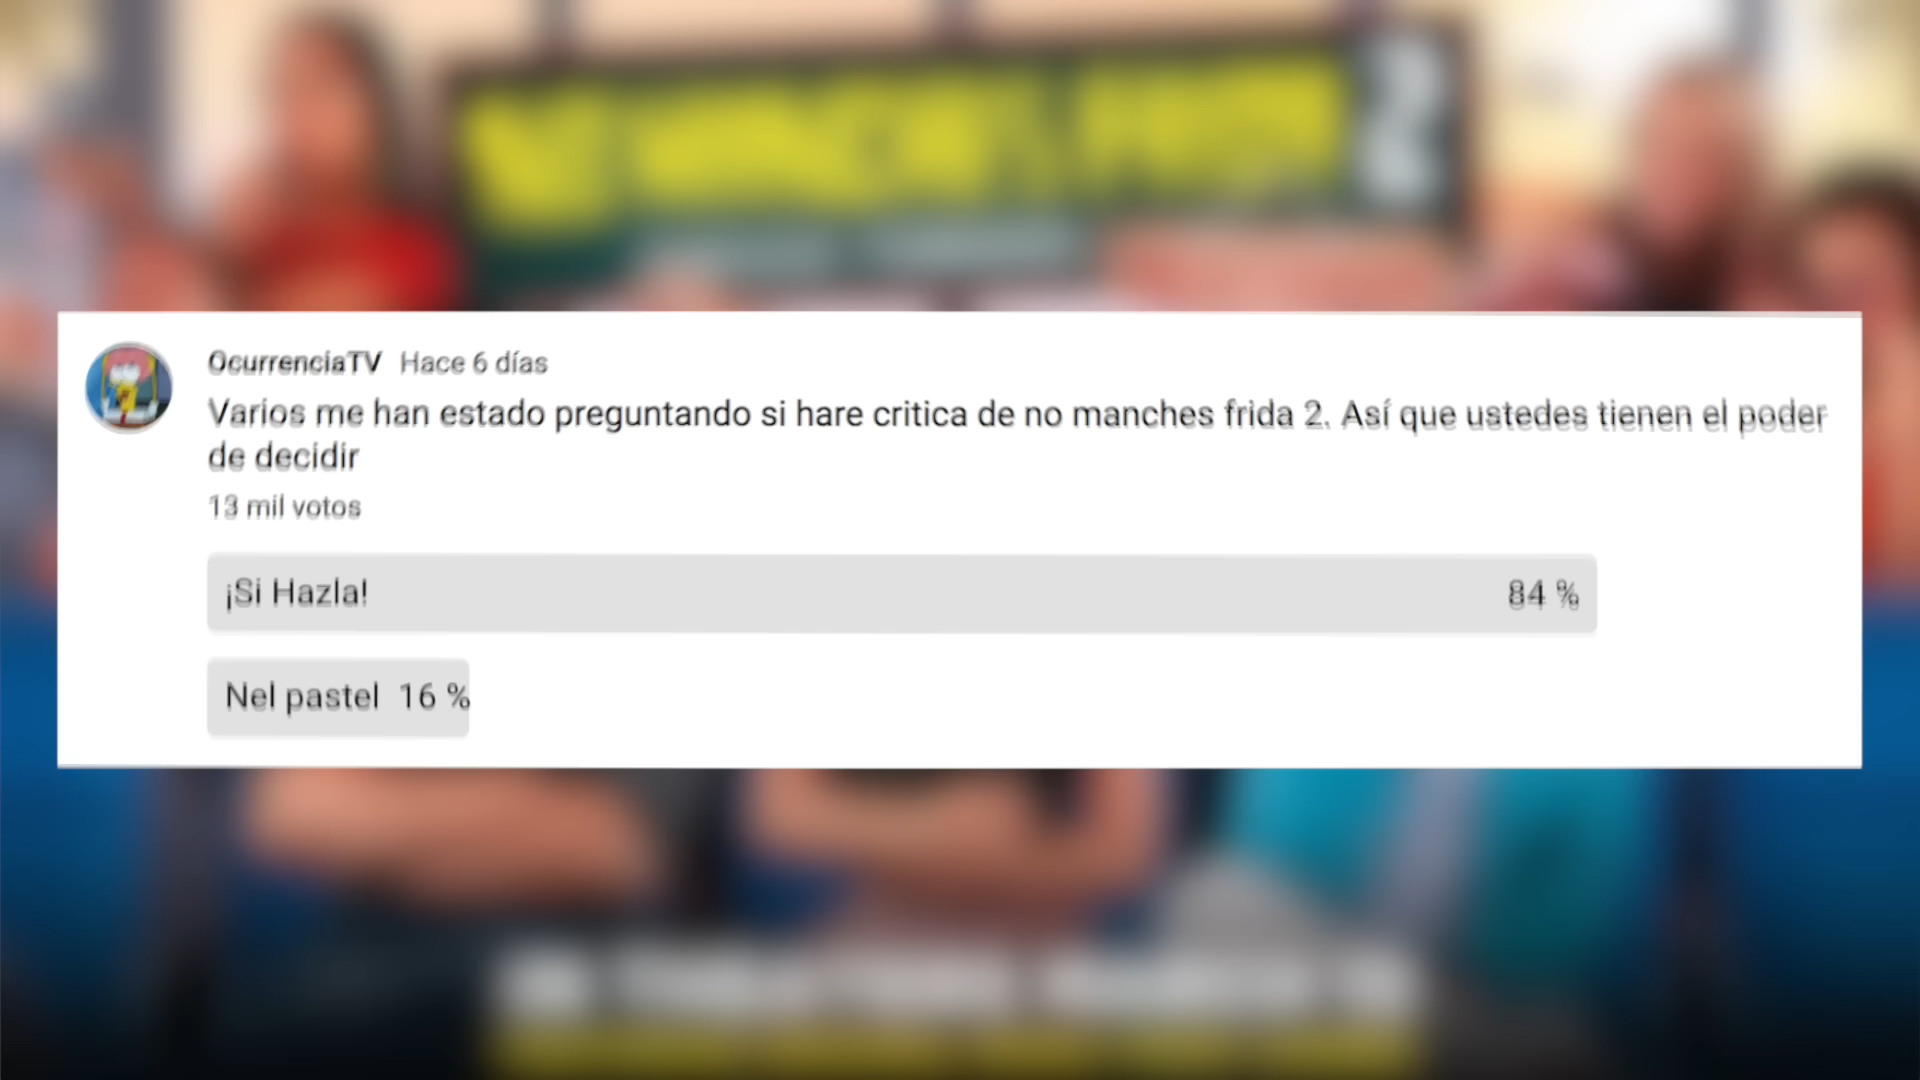 OcurrenciaTV Hace 6 días
Varios me han estado preguntando si hare critica de no manches frida 2. Así que ustedes tienen el poder
de decidir
13 mil votos
¡Si Hazla! 84 %
Nel pastel 16 %